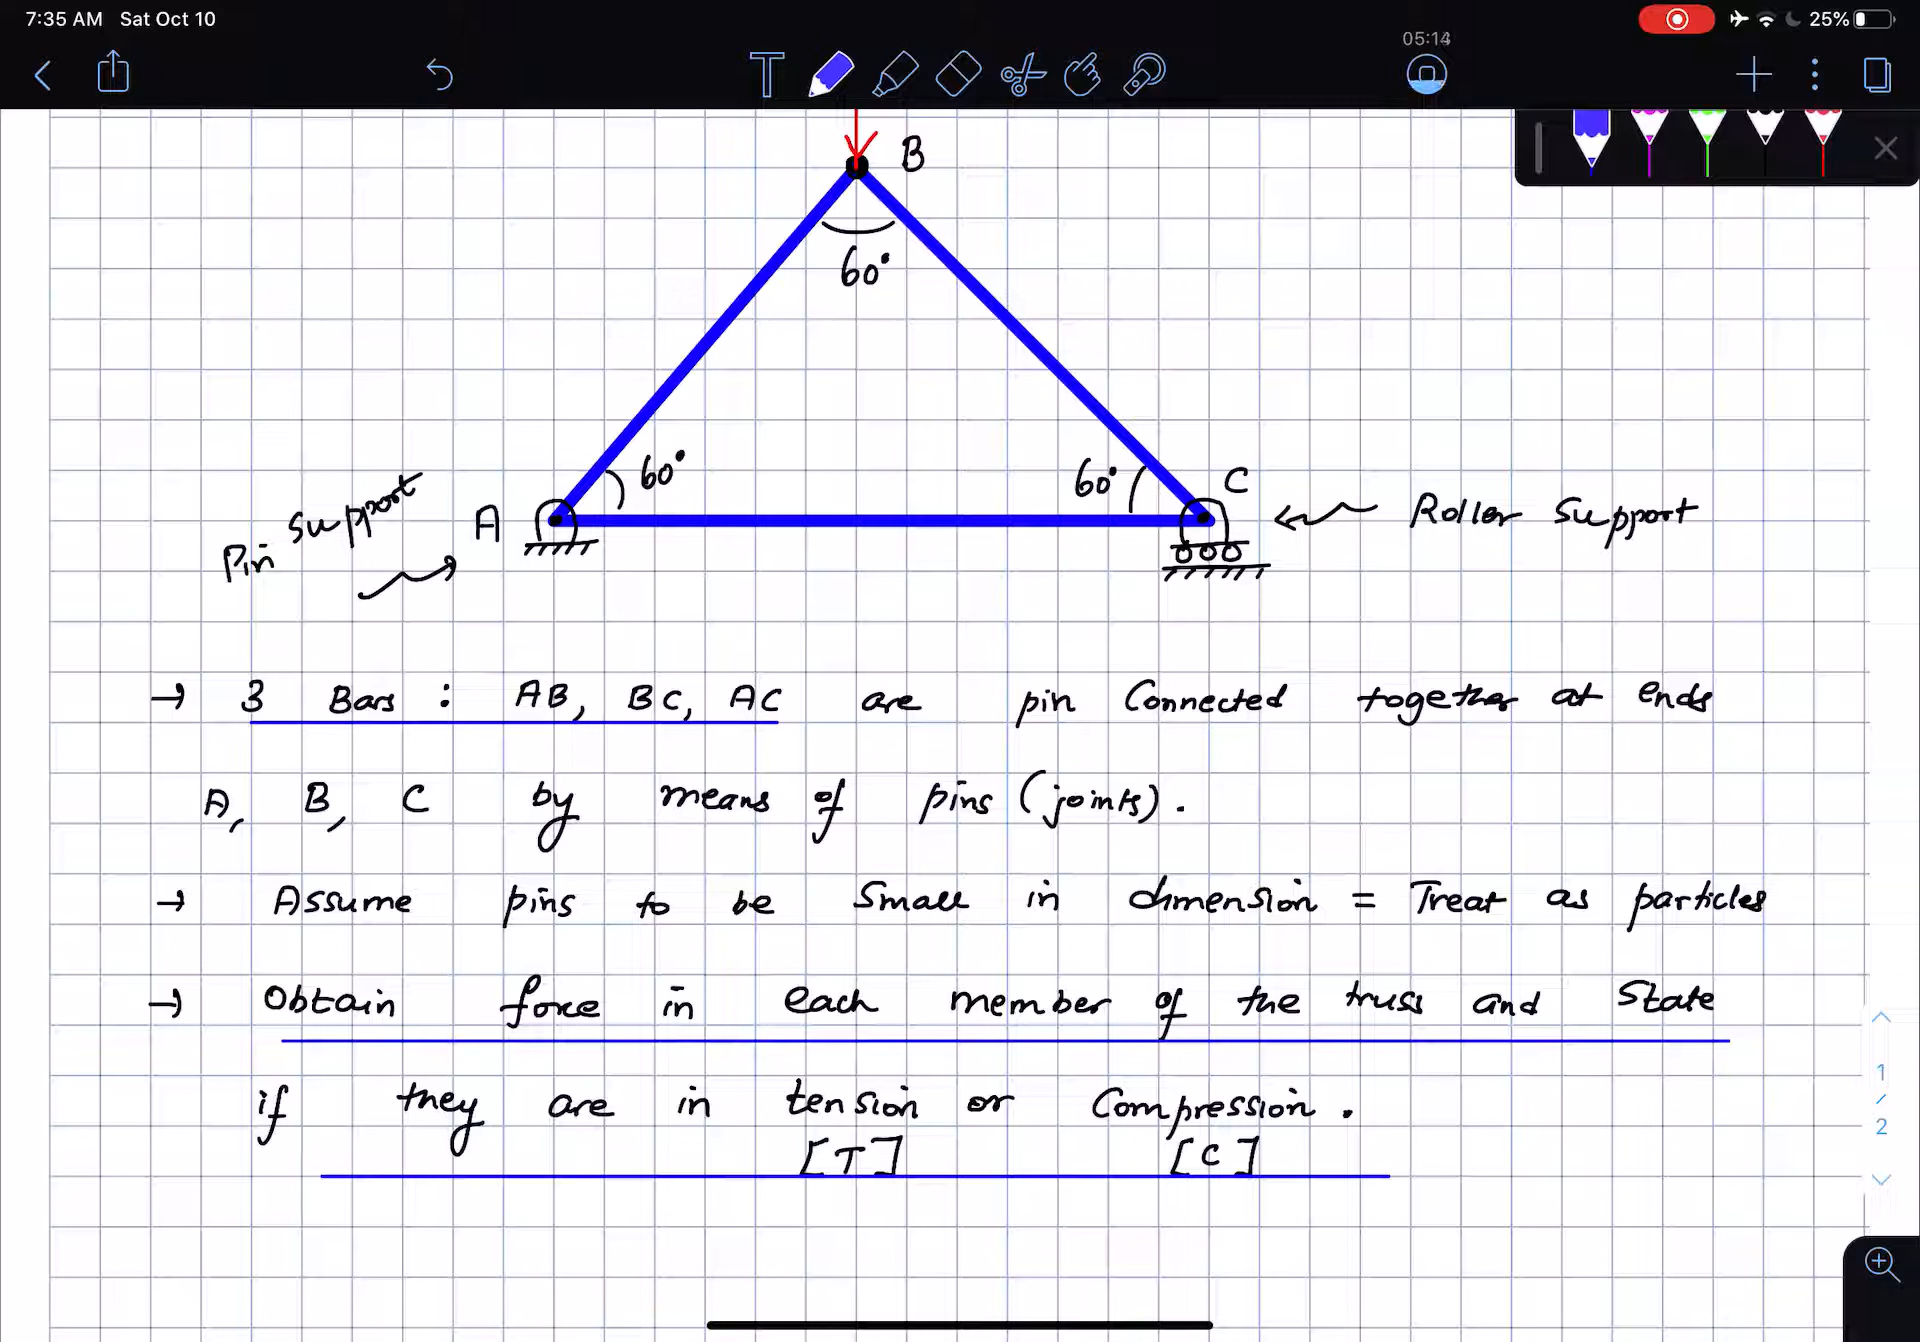 7:35 AM Sat Oct 10
25%
05:14
T
B
60°
60°
60°
C
Pin support
A
Roller Support
→ 3 Bars : AB, BC, AC are pin Connected together at ends
A, B, C by means of pins (joints).
→ Assume pins to be small in dimension = Treat as particles
→ Obtain force in each member of the truss and State
if they are in tension or Compression.
[T] [C]
1
/
2